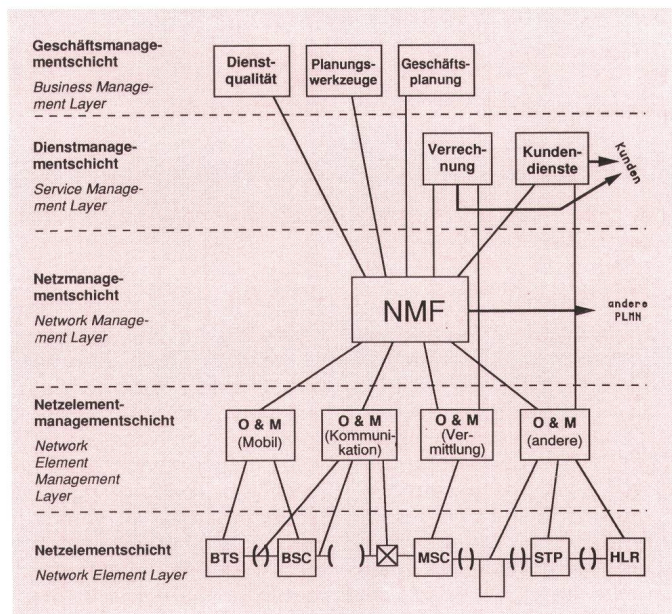 Geschäftsmanage-
mentschicht
Business Manage-
ment Layer
Dienst-
qualität
Planungs-
werkzeuge
Geschäfts-
planung
Dienstmanage-
mentschicht
Service Manage-
ment Layer
Verrech-
nung
Kunden-
dienste
Kunden
Netzmanage-
mentschicht
Network Manage-
ment Layer
NMF
andere
PLMN
Netzelement-
managementschicht
Network
Element
Management
Layer
O & M
(Mobil)
O & M
(Kommuni-
kation)
O & M
(Ver-
mittlung)
O & M
(andere)
Netzelementschicht
Network Element Layer
BTS ( ) BSC ( ) MSC ( ) ( ) STP ( ) HLR